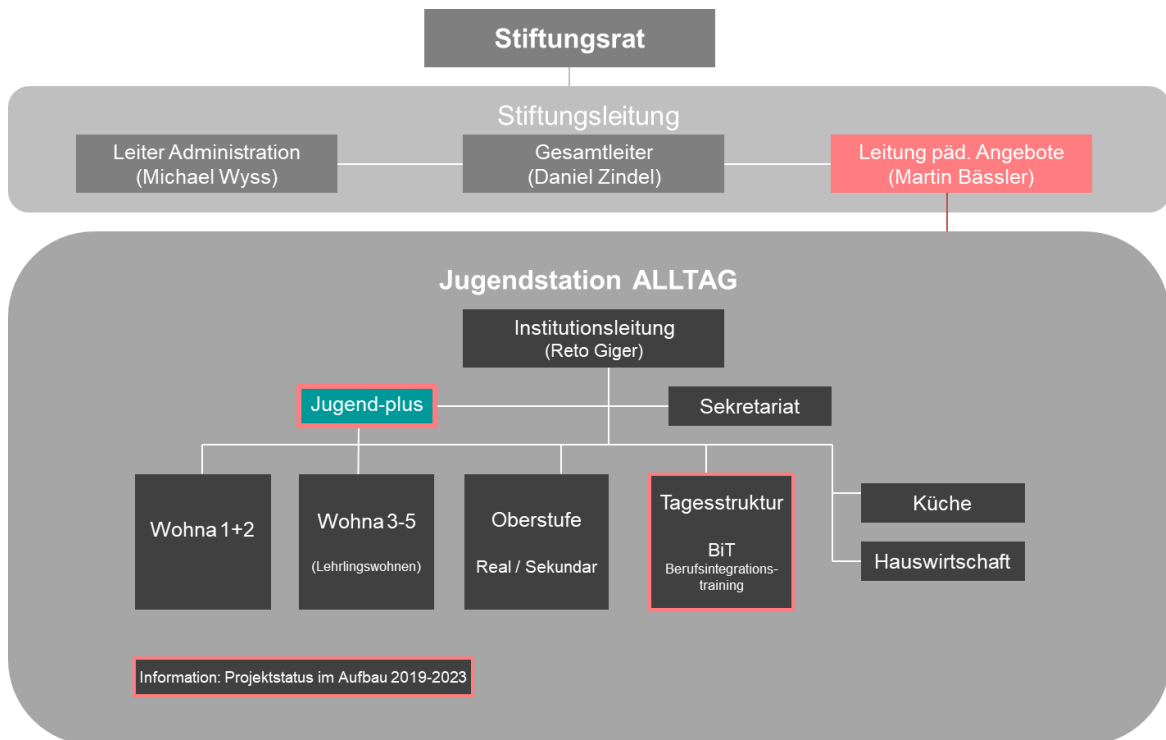 Stiftungsrat
Stiftungsleitung
Leiter Administration
(Michael Wyss)
Gesamtleiter
(Daniel Zindel)
Leitung päd. Angebote
(Martin Bässler)
Jugendstation ALLTAG
Institutionsleitung
(Reto Giger)
Jugend-plus
Sekretariat
Wohna 1+2
Wohna 3-5
(Lehrlingswohnen)
Oberstufe
Real / Sekundar
Tagesstruktur
BiT
Berufsintegrations-
training
Küche
Hauswirtschaft
Information: Projektstatus im Aufbau 2019-2023